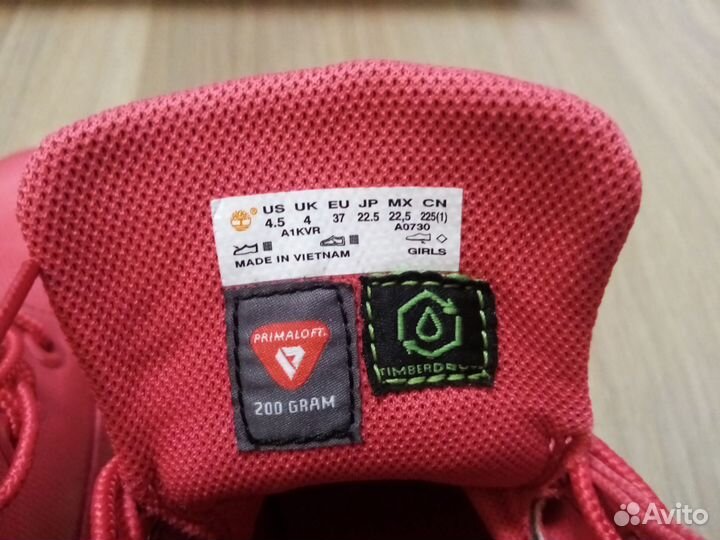 ® US UK EU JP MX CN
4.5 4 37 22.5 22,5 225(1)
A1KVR A0730
MADE IN VIETNAM GIRLS
PRIMALOFT.
200 GRAM
Avito